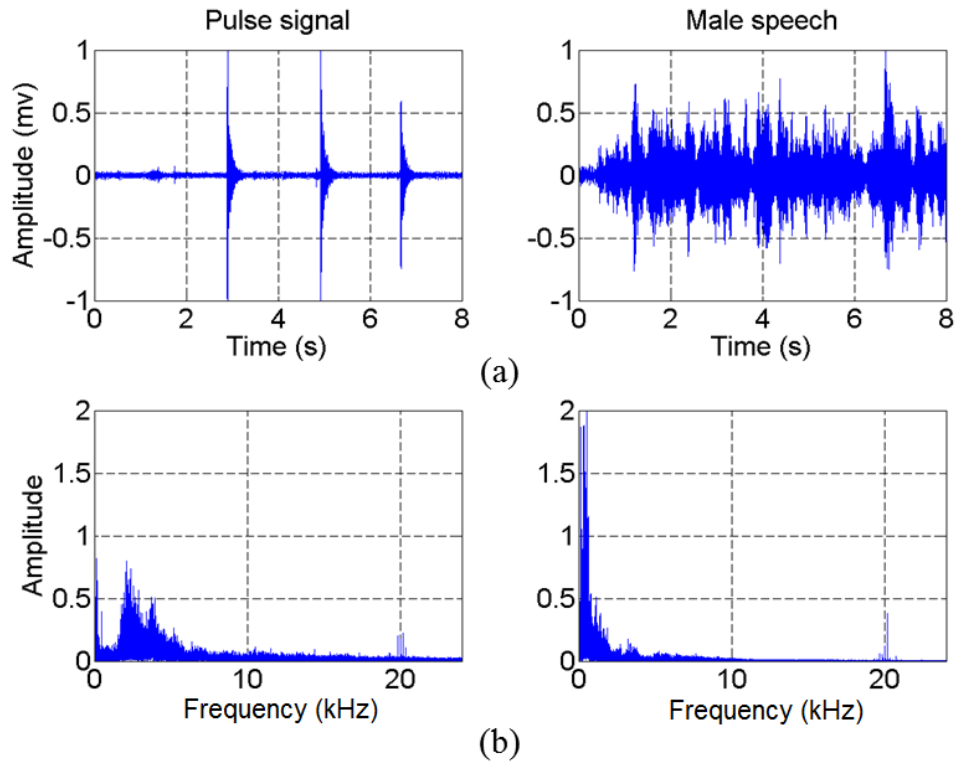 Pulse signal
Male speech
Amplitude (mv)
1
0.5
0
-0.5
-1
0 2 4 6 8
Time (s)
1
0.5
0
-0.5
-1
0 2 4 6 8
Time (s)
(a)
Amplitude
2
1.5
1
0.5
0
0 10 20
Frequency (kHz)
2
1.5
1
0.5
0
0 10 20
Frequency (kHz)
(b)